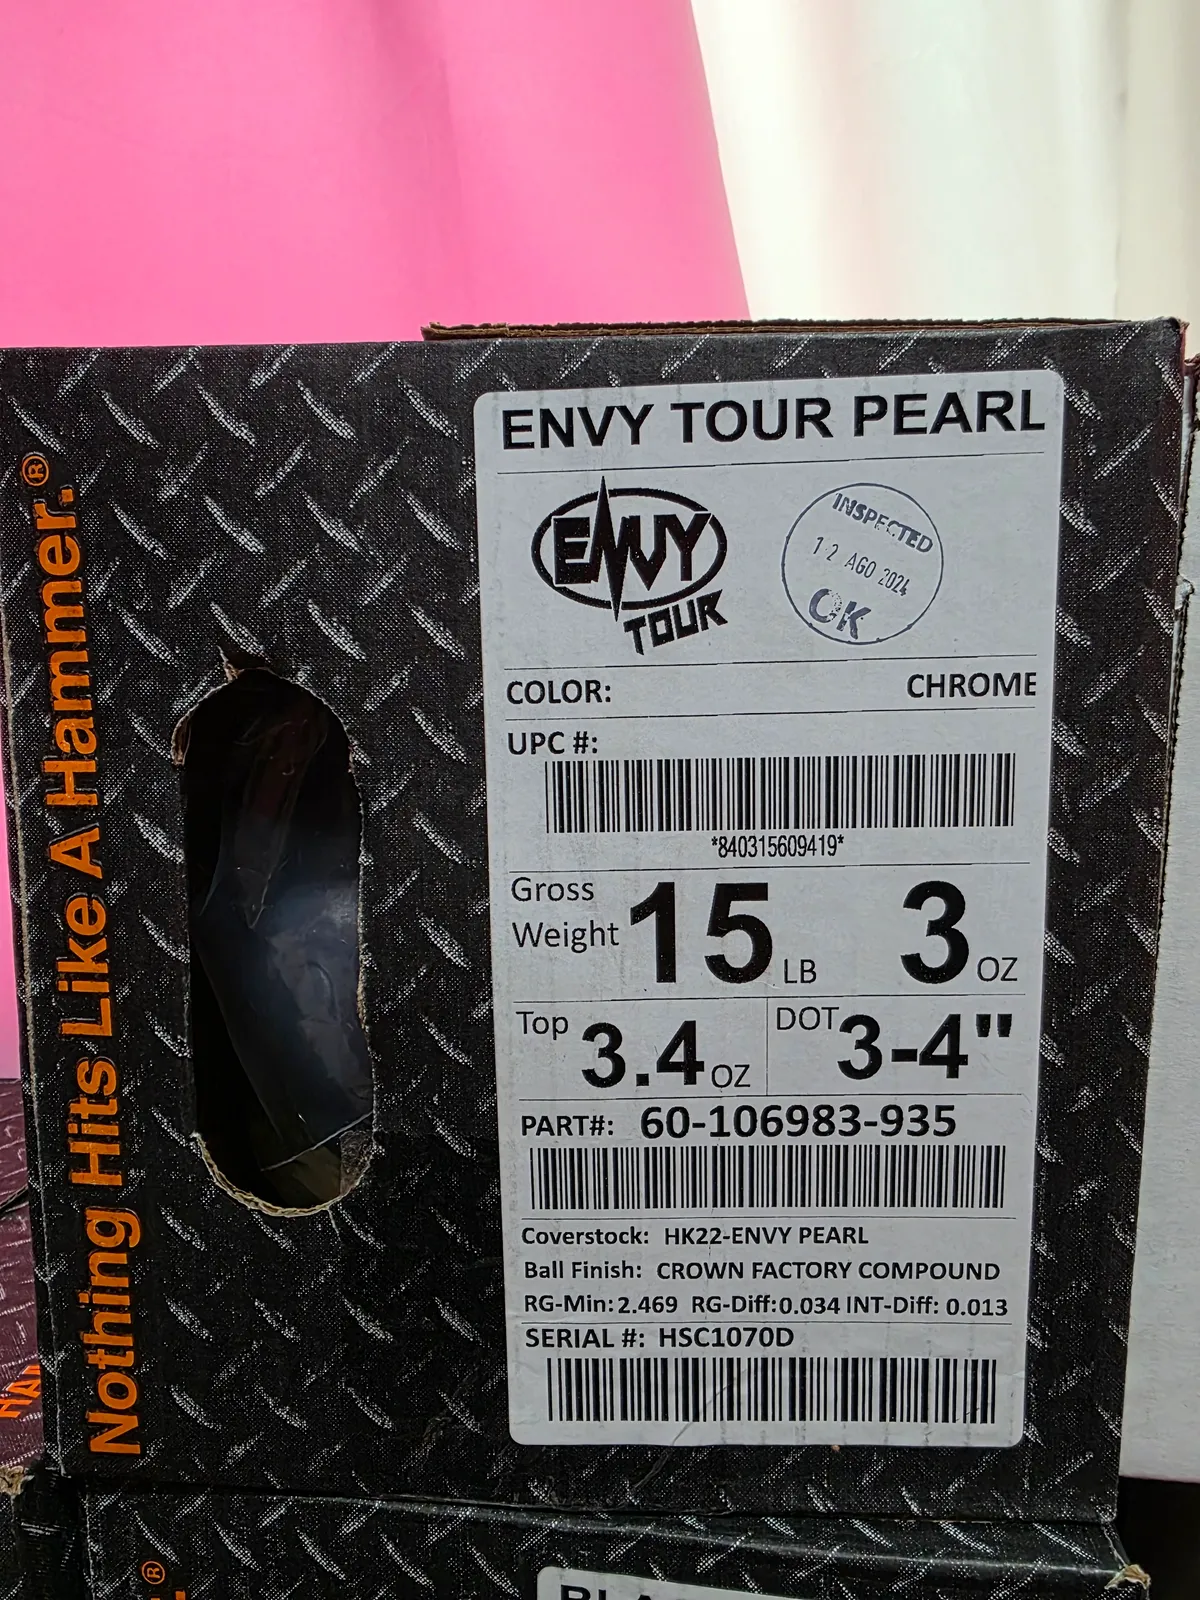 Nothing Hits Like A Hammer.®
ENVY TOUR PEARL
ENVY
TOUR
INSPECTED
12 AGO 2024
OK
COLOR: CHROME
UPC #:
*840315609419*
Gross
Weight 15 LB 3 OZ
Top 3.4 OZ DOT 3-4"
PART#: 60-106983-935
Coverstock: HK22-ENVY PEARL
Ball Finish: CROWN FACTORY COMPOUND
RG-Min: 2.469 RG-Diff: 0.034 INT-Diff: 0.013
SERIAL #: HSC1070D